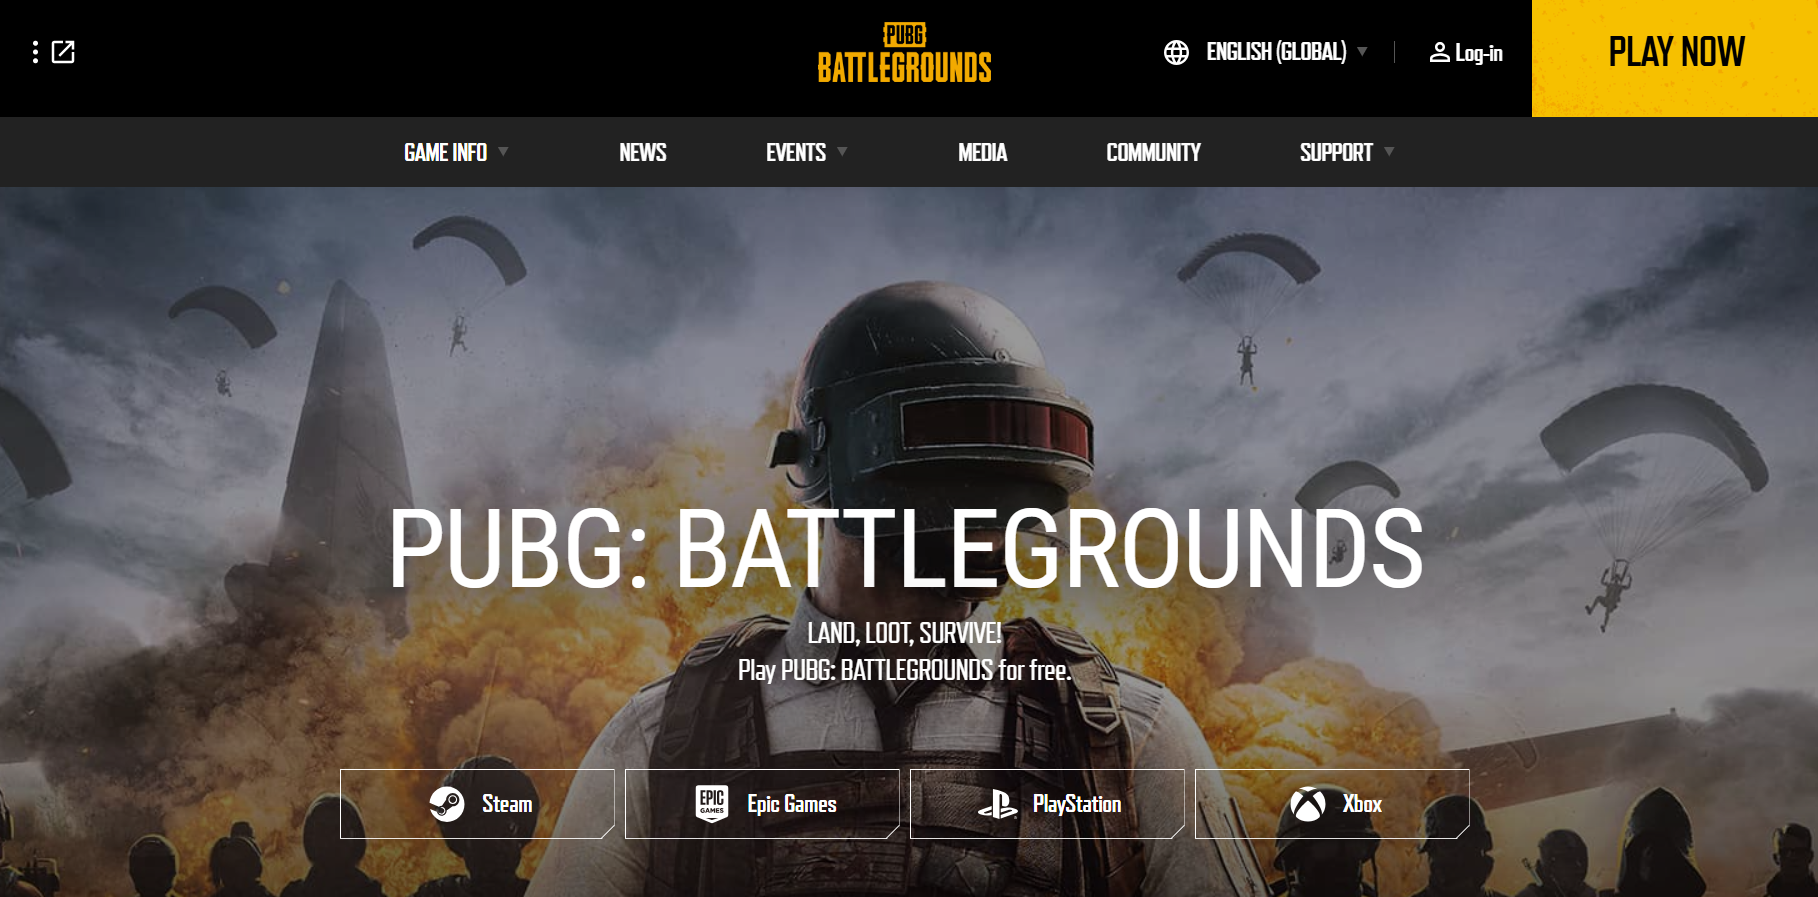 PUBG
BATTLEGROUNDS
ENGLISH (GLOBAL)
Log-in
PLAY NOW
GAME INFO
NEWS
EVENTS
MEDIA
COMMUNITY
SUPPORT
PUBG: BATTLEGROUNDS
LAND, LOOT, SURVIVE!
Play PUBG: BATTLEGROUNDS for free.
Steam
EPIC
GAMES
Epic Games
PlayStation
Xbox